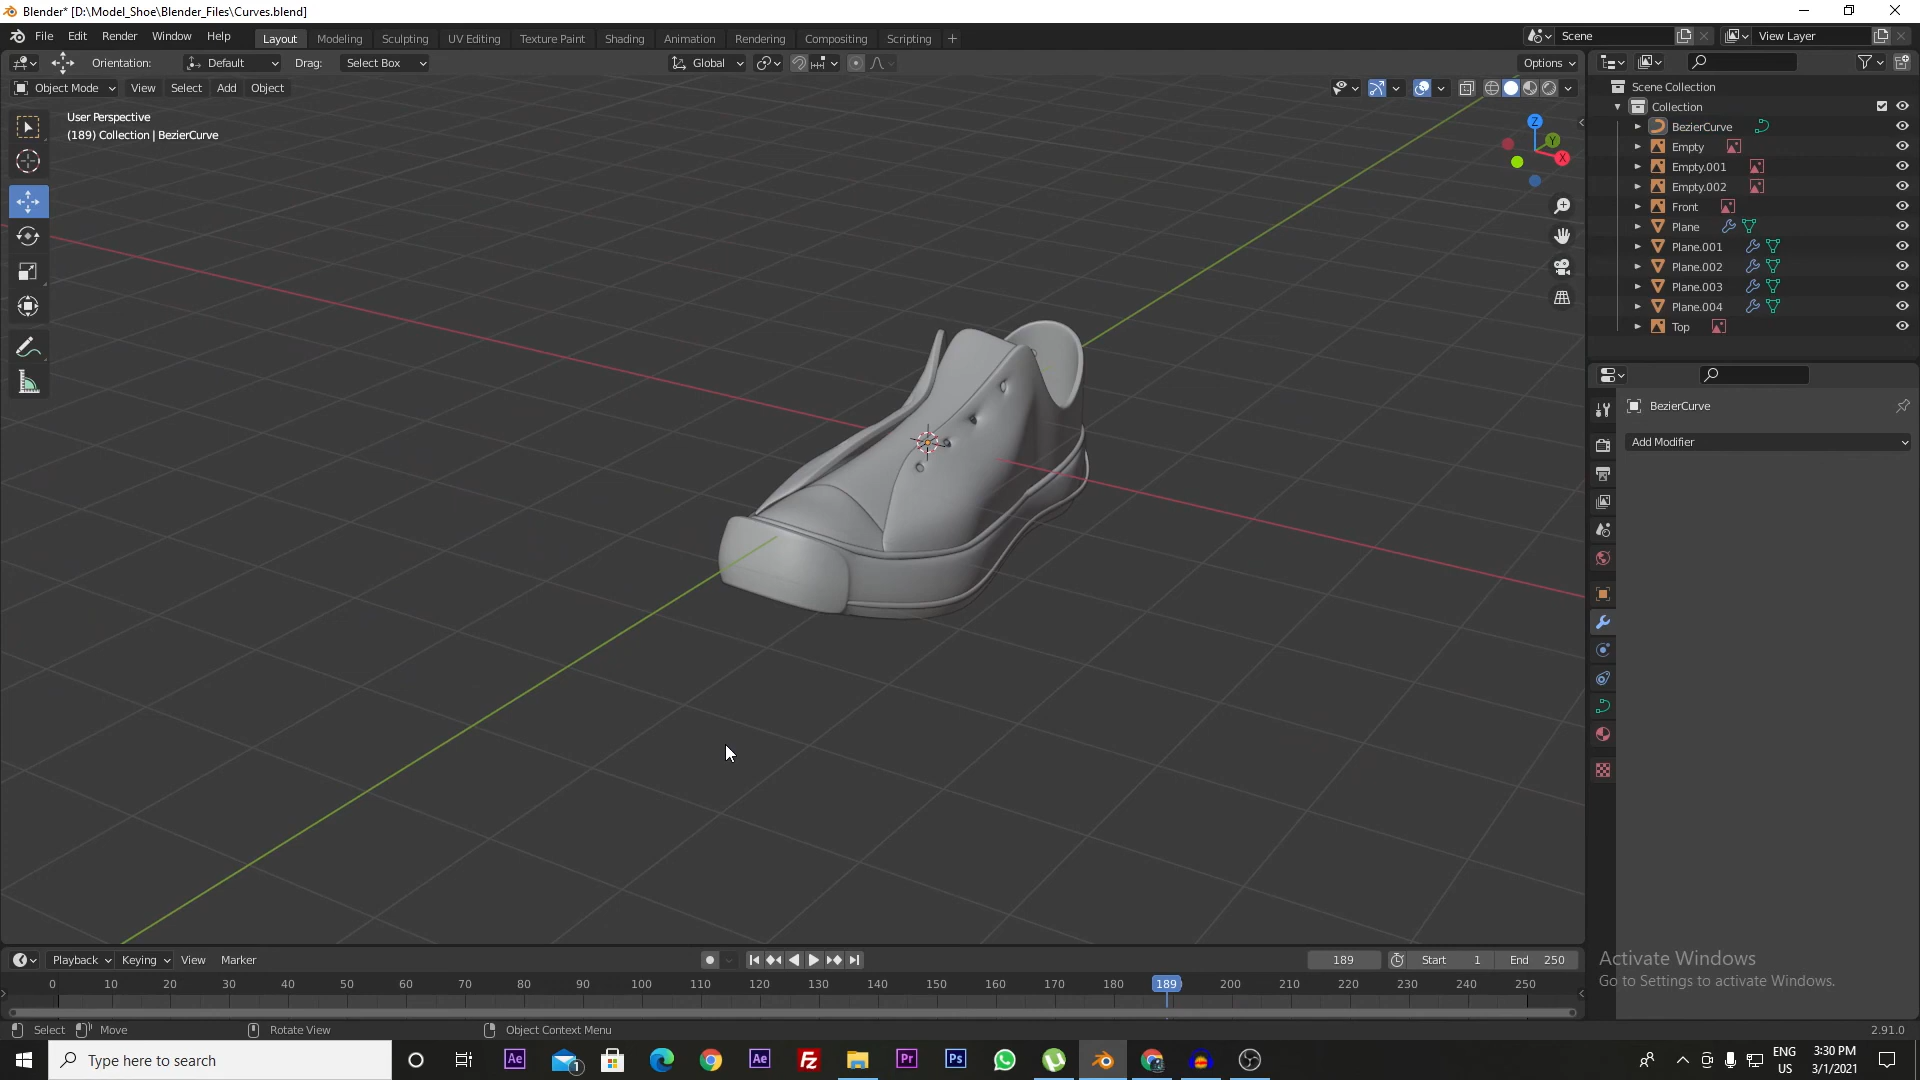 Blender* [D:\Model_Shoe\Blender_Files\Curves.blend]
File Edit Render Window Help Layout Modeling Sculpting UV Editing Texture Paint Shading Animation Rendering Compositing Scripting + Scene View Layer
Orientation: Default Drag: Select Box Global Options
Object Mode View Select Add Object
User Perspective
(189) Collection | BezierCurve
Z
Y
X
Scene Collection
Collection
BezierCurve
Empty
Empty.001
Empty.002
Front
Plane
Plane.001
Plane.002
Plane.003
Plane.004
Top
BezierCurve
Add Modifier
Activate Windows
Go to Settings to activate Windows.
Playback Keying View Marker 189 Start 1 End 250
0 10 20 30 40 50 60 70 80 90 100 110 120 130 140 150 160 170 180 189 200 210 220 230 240 250
Select Move Rotate View Object Context Menu 2.91.0
Type here to search
Ae
1
Ae
Fz
Pr
Ps
ENG
US
3:30 PM
3/1/2021